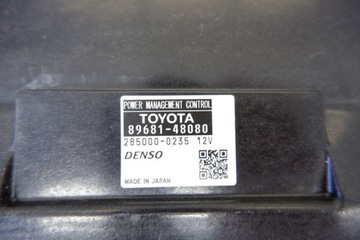 POWER MANAGEMENT CONTROL
TOYOTA
89681-48080
285000-0235 12V
DENSO
MADE IN JAPAN